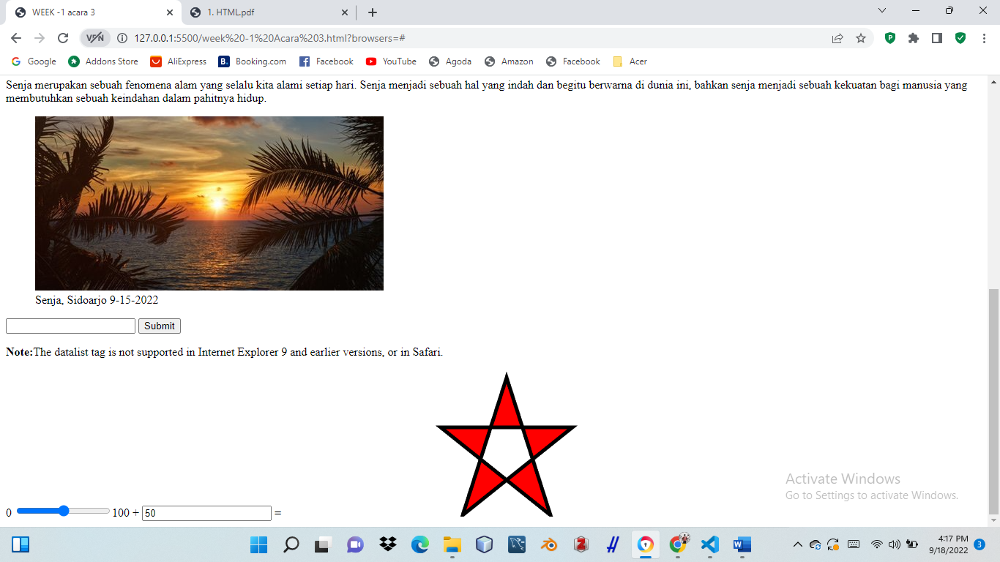 WEEK -1 acara 3
1. HTML.pdf
VPN
127.0.0.1:5500/week%20-1%20Acara%203.html?browsers=#
Google Addons Store AliExpress B. Booking.com Facebook YouTube Agoda Amazon Facebook Acer
Senja merupakan sebuah fenomena alam yang selalu kita alami setiap hari. Senja menjadi sebuah hal yang indah dan begitu berwarna di dunia ini, bahkan senja menjadi sebuah kekuatan bagi manusia yang
membutuhkan sebuah keindahan dalam pahitnya hidup.
Senja, Sidoarjo 9-15-2022
Submit
Note:The datalist tag is not supported in Internet Explorer 9 and earlier versions, or in Safari.
Activate Windows
Go to Settings to activate Windows.
0 100 + 50 =
4:17 PM
9/18/2022
3